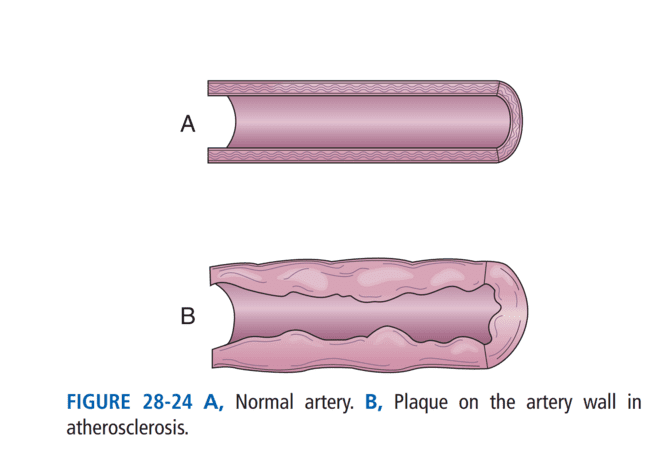 A
B
FIGURE 28-24 A, Normal artery. B, Plaque on the artery wall in
atherosclerosis.